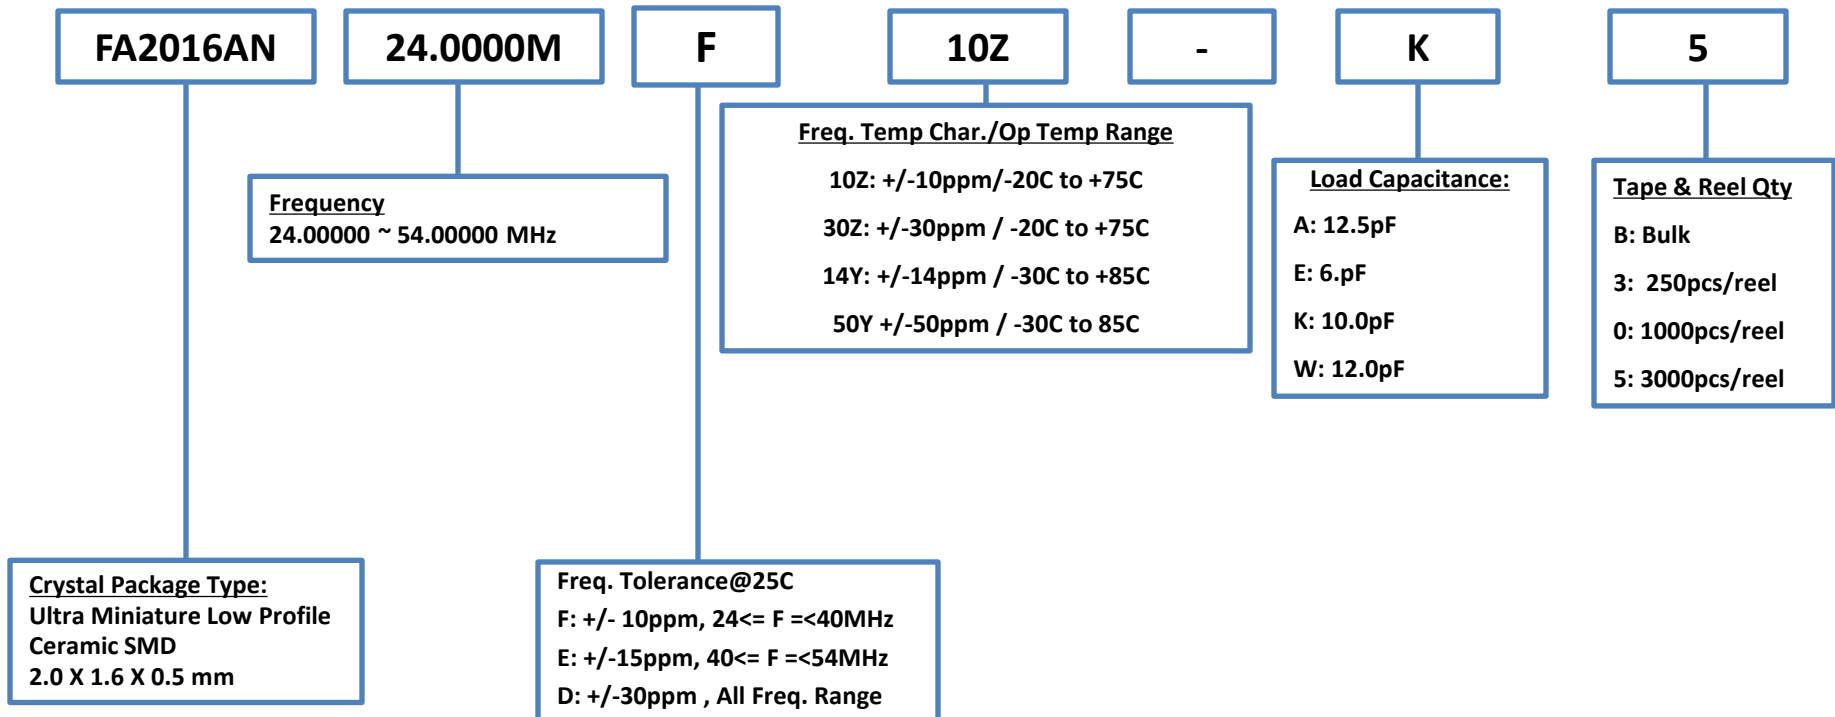 FA2016AN
24.0000M
F
10Z
-
K
5
Freq. Temp Char./Op Temp Range
10Z: +/-10ppm/-20C to +75C
30Z: +/-30ppm / -20C to +75C
14Y: +/-14ppm / -30C to +85C
50Y +/-50ppm / -30C to 85C
Frequency
24.00000 ~ 54.00000 MHz
Load Capacitance:
A: 12.5pF
E: 6.pF
K: 10.0pF
W: 12.0pF
Tape & Reel Qty
B: Bulk
3:  250pcs/reel
0: 1000pcs/reel
5: 3000pcs/reel
Crystal Package Type:
Ultra Miniature Low Profile
Ceramic SMD
2.0 X 1.6 X 0.5 mm
Freq. Tolerance@25C
F: +/- 10ppm, 24<= F =<40MHz
E: +/-15ppm, 40<= F =<54MHz
D: +/-30ppm , All Freq. Range